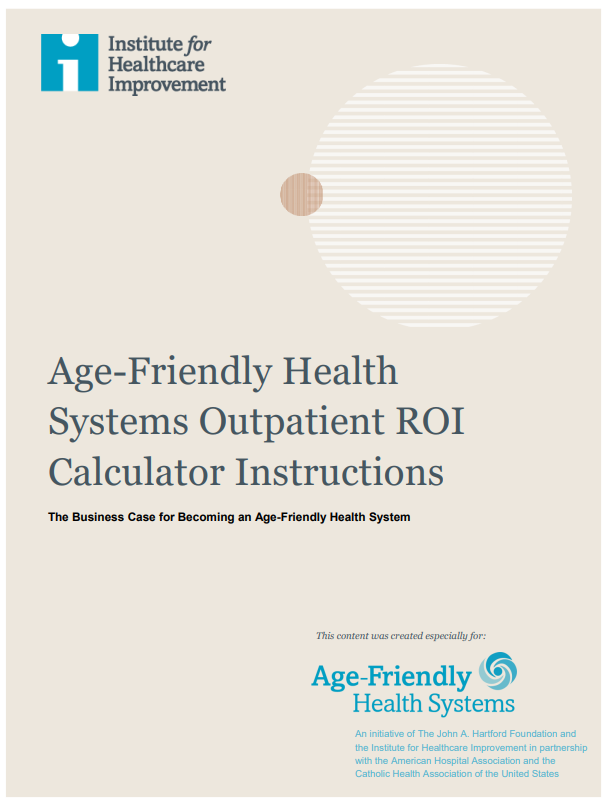 Institute for
Healthcare
Improvement
Age-Friendly Health
Systems Outpatient ROI
Calculator Instructions
The Business Case for Becoming an Age-Friendly Health System
This content was created especially for:
Age-Friendly
Health Systems
An initiative of The John A. Hartford Foundation and
the Institute for Healthcare Improvement in partnership
with the American Hospital Association and the
Catholic Health Association of the United States